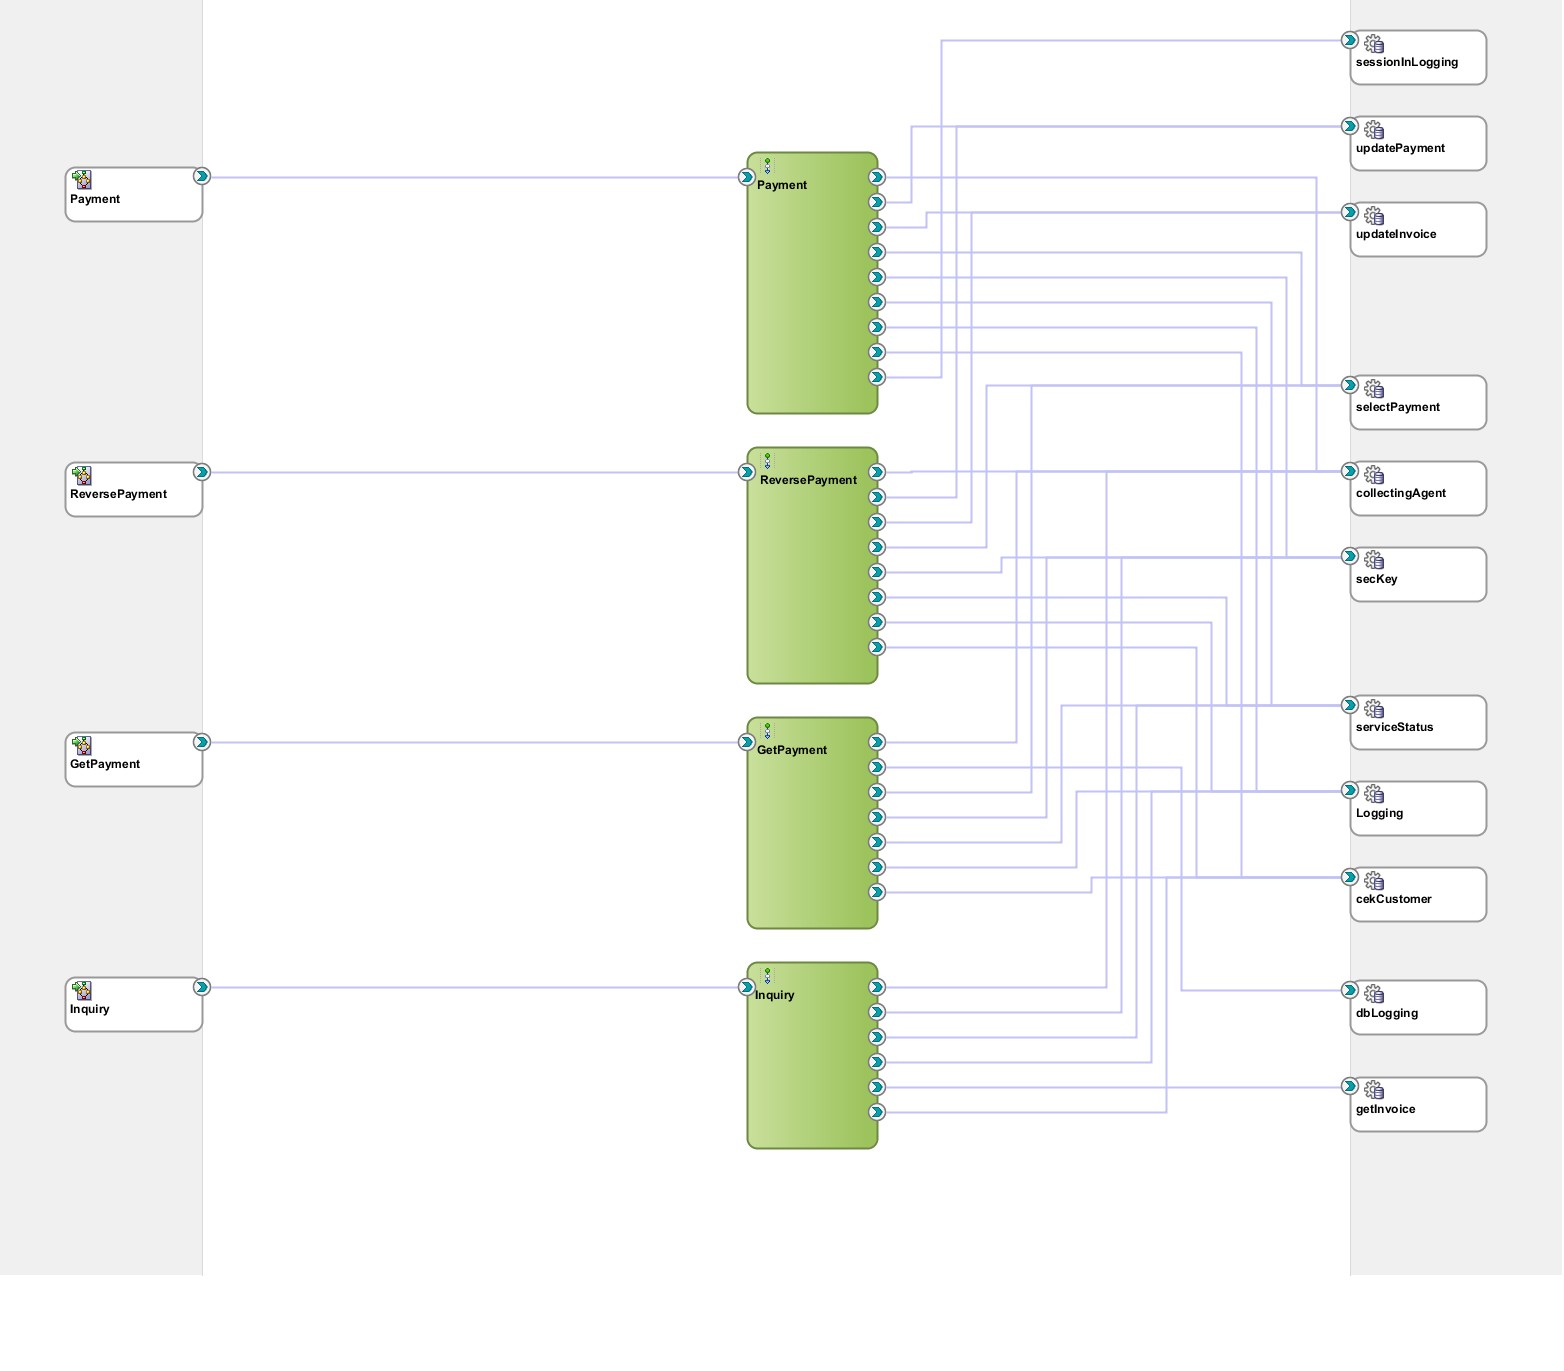 Payment
ReversePayment
GetPayment
Inquiry
Payment
ReversePayment
GetPayment
Inquiry
sessionInLogging
updatePayment
updateInvoice
selectPayment
collectingAgent
secKey
serviceStatus
Logging
cekCustomer
dbLogging
getInvoice